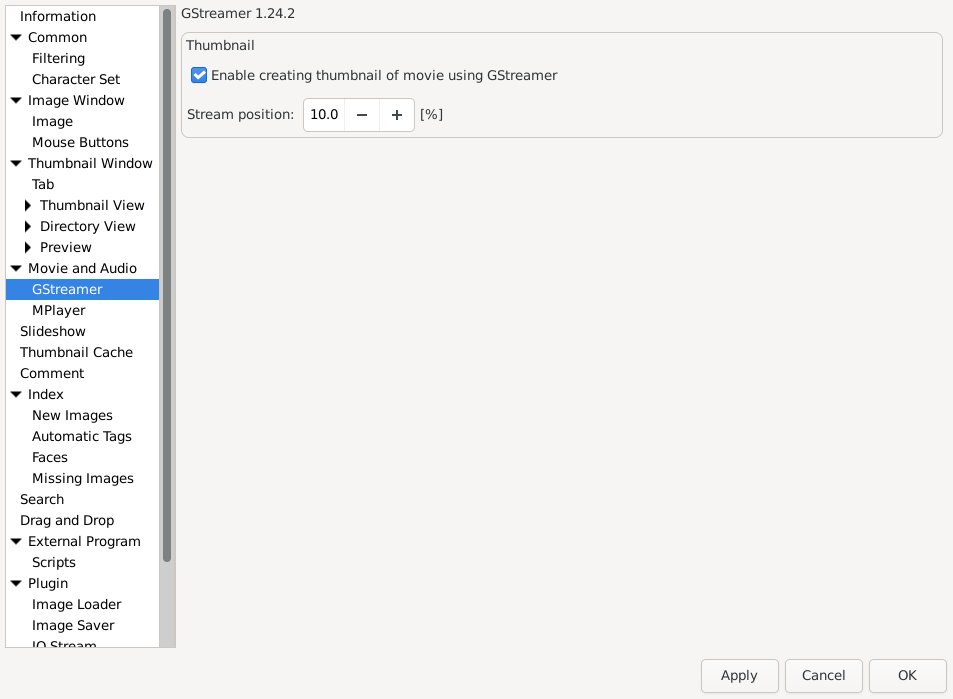 Information
Common
Filtering
Character Set
Image Window
Image
Mouse Buttons
Thumbnail Window
Tab
Thumbnail View
Directory View
Preview
Movie and Audio
GStreamer
MPlayer
Slideshow
Thumbnail Cache
Comment
Index
New Images
Automatic Tags
Faces
Missing Images
Search
Drag and Drop
External Program
Scripts
Plugin
Image Loader
Image Saver
IO Stream
GStreamer 1.24.2
Thumbnail
Enable creating thumbnail of movie using GStreamer
Stream position: 10.0 − + [%]
Apply Cancel OK